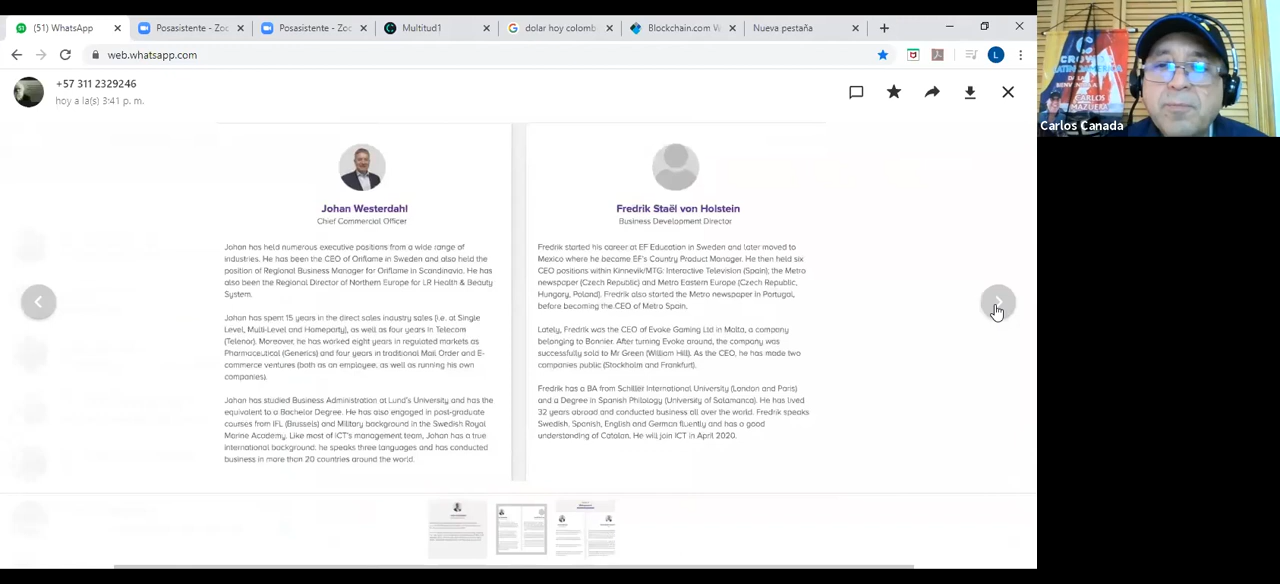 (51) WhatsApp
Posasistente - Zoo
Posasistente - Zoo
Multitud1
dolar hoy colomb
Blockchain.com W
Nueva pestaña
web.whatsapp.com
L
+57 311 2329246
hoy a la(s) 3:41 p. m.
CROWD
CARLOS
MAZUERA
Carlos Canada
Johan Westerdahl
Chief Commercial Officer
Johan has held numerous executive positions from a wide range of
industries. He has been the CEO of Oriflame in Sweden and also held the
position of Regional Business Manager for Oriflame in Scandinavia. He has
also been the Regional Director of Northern Europe for LR Health & Beauty
System.
Johan has spent 15 years in the direct sales industry sales (i.e. at Single
Level, Multi-Level and Homeparty), as well as four years in Telecom
(Telenor). Moreover, he has worked eight years in regulated markets as
Pharmaceutical (Generics) and four years in traditional Mail Order and E-
commerce ventures (both as an employee, as well as running his own
companies).
Johan has studied Business Administration at Lund's University and has the
equivalent to a Bachelor Degree. He has also engaged in post-graduate
courses from IFL (Brussels) and Military background in the Swedish Royal
Marine Academy. Like most of ICT's management team, Johan has a true
international background, he speaks three languages and has conducted
business in more than 20 countries around the world.
Fredrik Staël von Holstein
Business Development Director
Fredrik started his career at EF Education in Sweden and later moved to
Mexico where he became EF's Country Product Manager. He then held six
CEO positions within Kinnevik/MTG: Interactive Television (Spain); the Metro
newspaper (Czech Republic) and Metro Eastern Europe (Czech Republic,
Hungary, Poland). Fredrik also started the Metro newspaper in Portugal,
before becoming the CEO of Metro Spain.
Lately, Fredrik was the CEO of Evoke Gaming Ltd in Malta, a company
belonging to Bonnier. After turning Evoke around, the company was
successfully sold to Mr Green (William Hill). As the CEO, he has made two
companies public (Stockholm and Frankfurt).
Fredrik has a BA from Schiller International University (London and Paris)
and a Degree in Spanish Philology (University of Salamanca). He has lived
32 years abroad and conducted business all over the world. Fredrik speaks
Swedish, Spanish, English and German fluently and has a good
understanding of Catalan. He will join ICT in April 2020.